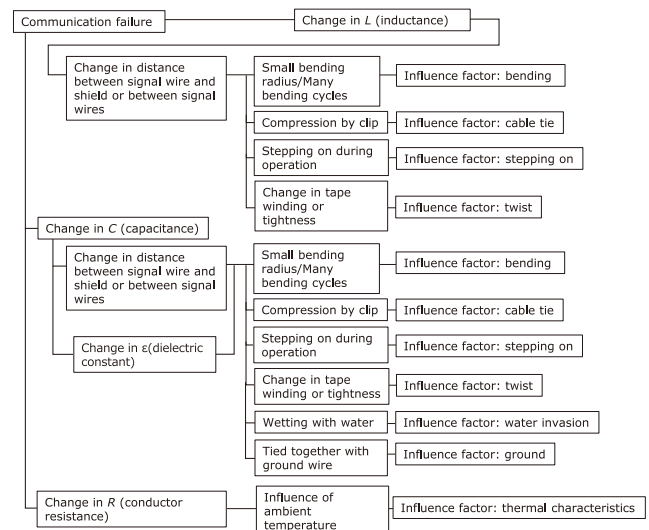 Communication failure
Change in L (inductance)
Change in distance
between signal wire and
shield or between signal
wires
Small bending
radius/Many
bending cycles
Influence factor: bending
Compression by clip
Influence factor: cable tie
Stepping on during
operation
Influence factor: stepping on
Change in tape
winding or
tightness
Influence factor: twist
Change in C (capacitance)
Change in distance
between signal wire and
shield or between signal
wires
Small bending
radius/Many
bending cycles
Influence factor: bending
Compression by clip
Influence factor: cable tie
Change in ε(dielectric
constant)
Stepping on during
operation
Influence factor: stepping on
Change in tape
winding or tightness
Influence factor: twist
Wetting with water
Influence factor: water invasion
Tied together with
ground wire
Influence factor: ground
Change in R (conductor
resistance)
Influence of
ambient
temperature
Influence factor: thermal characteristics